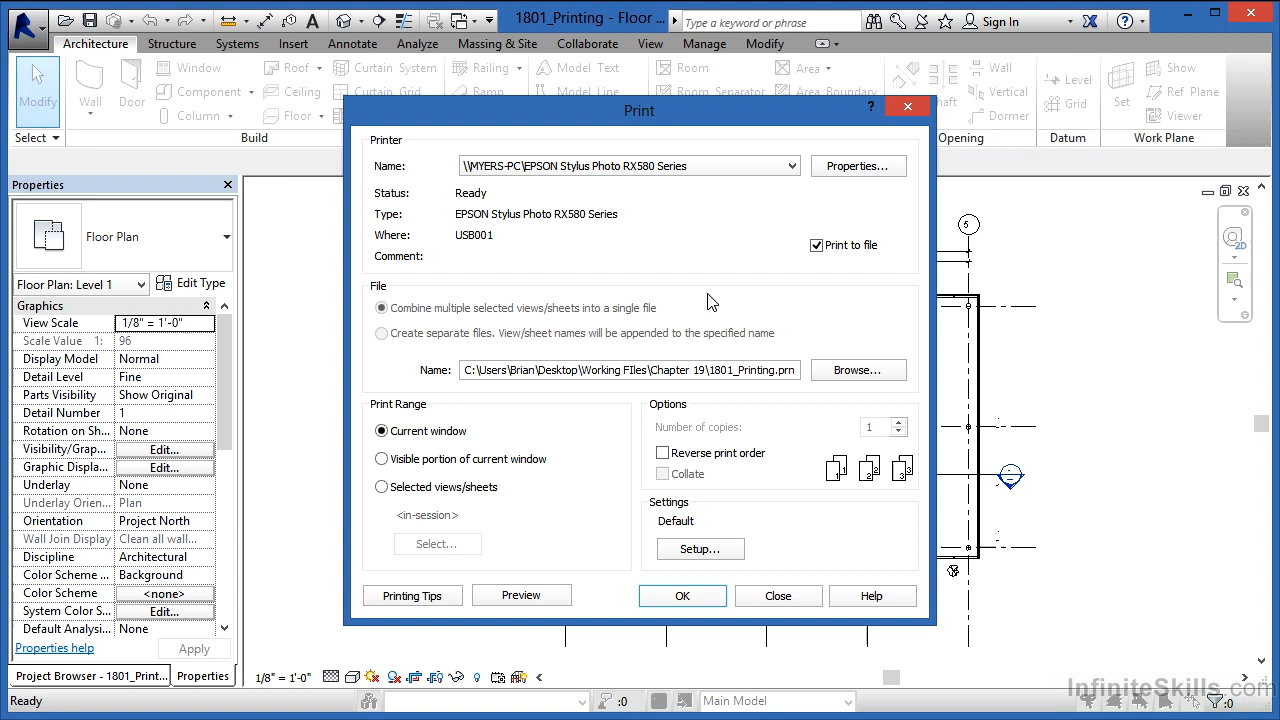 1801_Printing - Floor ...
Type a keyword or phrase
Sign In
Architecture
Structure
Systems
Insert
Annotate
Analyze
Massing & Site
Collaborate
View
Manage
Modify
Modify
Wall
Door
Window
Column
Roof
Ceiling
Floor
Curtain System
Curtain Grid
Railing
Ramp
Model Text
Model Line
Room
Room Separator
Area
Wall
Vertical
Dormer
Level
Grid
Set
Show
Ref Plane
Viewer
Select
Build
Opening
Datum
Work Plane
Properties
Floor Plan
Floor Plan: Level 1
Edit Type
Graphics
View Scale 1/8" = 1'-0"
Scale Value 1: 96
Display Model Normal
Detail Level Fine
Parts Visibility Show Original
Detail Number 1
Rotation on Sh... None
Visibility/Grap... Edit...
Graphic Displa... Edit...
Underlay None
Underlay Orien... Plan
Orientation Project North
Wall Join Display Clean all wall...
Discipline Architectural
Color Scheme ... Background
Color Scheme <none>
System Color S... Edit...
Default Analysi... None
Properties help
Apply
Project Browser - 1801_Print...
Properties
Print
Printer
Name: \\MYERS-PC\EPSON Stylus Photo RX580 Series
Properties...
Status: Ready
Type: EPSON Stylus Photo RX580 Series
Where: USB001
Comment:
Print to file
File
Combine multiple selected views/sheets into a single file
Create separate files. View/sheet names will be appended to the specified name
Name: C:\Users\Brian\Desktop\Working FIles\Chapter 19\1801_Printing.prn
Browse...
Print Range
Current window
Visible portion of current window
Selected views/sheets
<in-session>
Select...
Options
Number of copies: 1
Reverse print order
Collate
1 1 2 2 3 3
Settings
Default
Setup...
Printing Tips
Preview
OK
Close
Help
5
2D
1/8" = 1'-0"
Ready
:0
Main Model
:0
InfiniteSkills.com